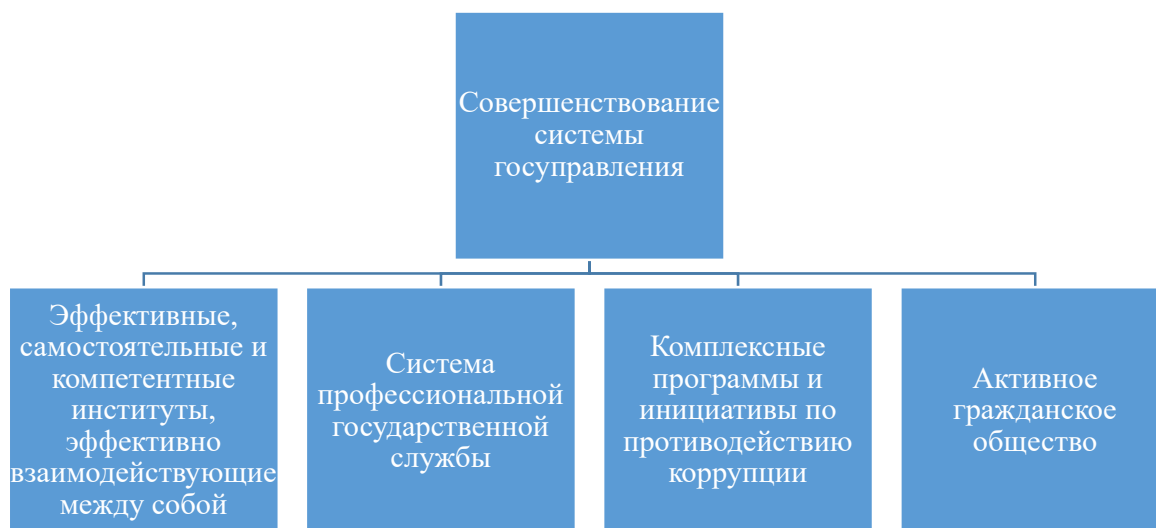 Совершенствование
системы
госуправления
Эффективные,
самостоятельные и
компетентные
институты,
эффективно
взаимодействующие
между собой
Система
профессиональной
государственной
службы
Комплексные
программы и
инициативы по
противодействию
коррупции
Активное
гражданское
общество